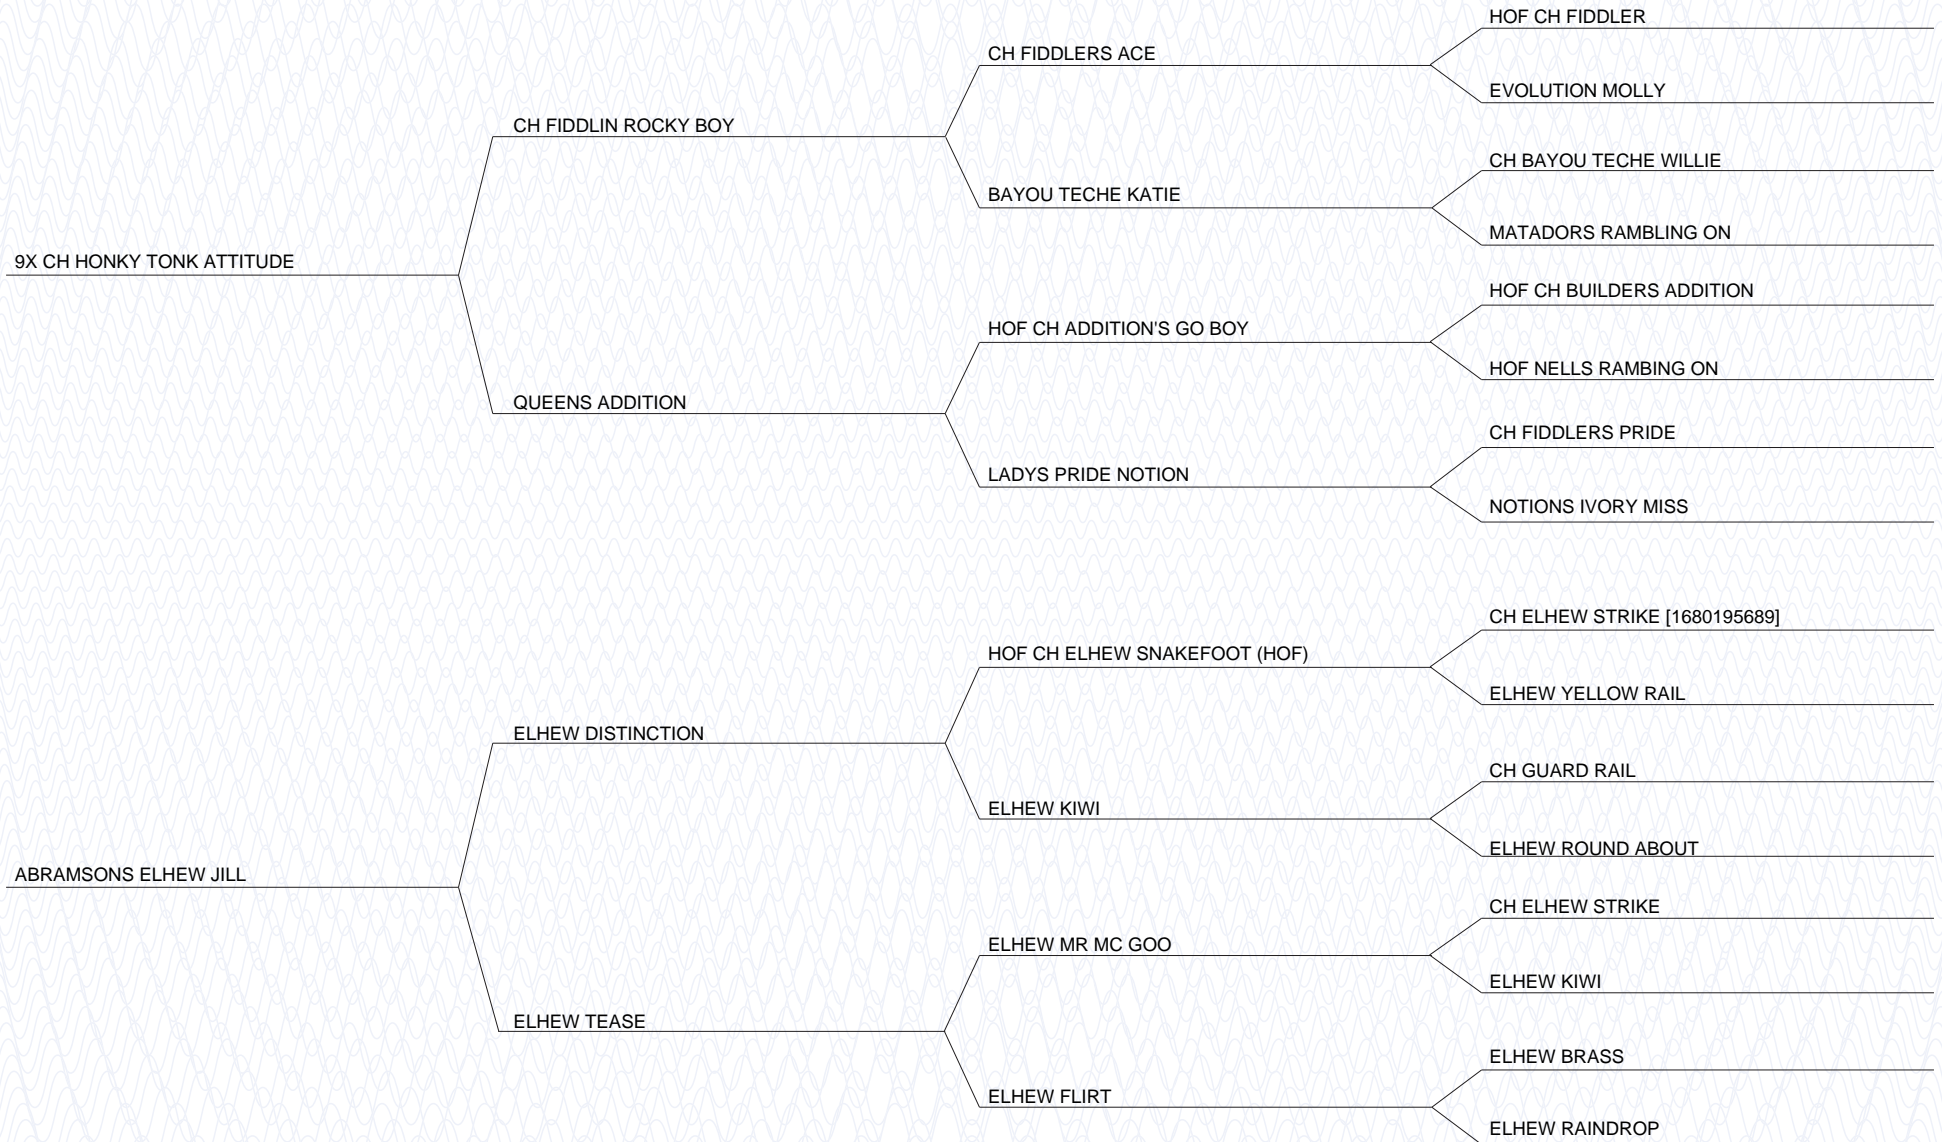 HOF CH FIDDLER
CH FIDDLERS ACE
EVOLUTION MOLLY
CH FIDDLIN ROCKY BOY
CH BAYOU TECHE WILLIE
BAYOU TECHE KATIE
MATADORS RAMBLING ON
9X CH HONKY TONK ATTITUDE
HOF CH BUILDERS ADDITION
HOF CH ADDITION'S GO BOY
HOF NELLS RAMBING ON
QUEENS ADDITION
CH FIDDLERS PRIDE
LADYS PRIDE NOTION
NOTIONS IVORY MISS
CH ELHEW STRIKE [1680195689]
HOF CH ELHEW SNAKEFOOT (HOF)
ELHEW YELLOW RAIL
ELHEW DISTINCTION
CH GUARD RAIL
ELHEW KIWI
ELHEW ROUND ABOUT
ABRAMSONS ELHEW JILL
CH ELHEW STRIKE
ELHEW MR MC GOO
ELHEW KIWI
ELHEW TEASE
ELHEW BRASS
ELHEW FLIRT
ELHEW RAINDROP